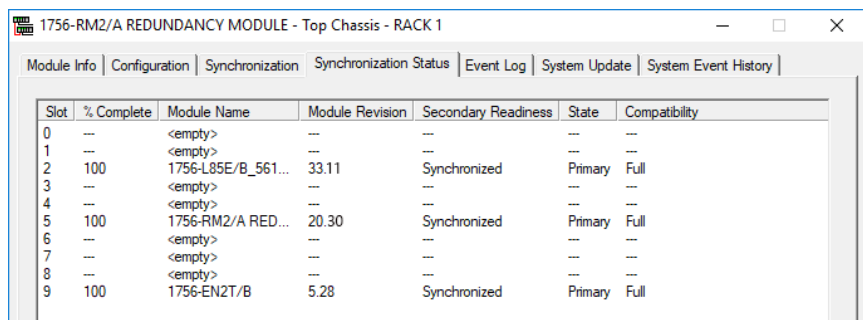 1756-RM2/A REDUNDANCY MODULE - Top Chassis - RACK 1
Module Info Configuration Synchronization Synchronization Status Event Log System Update System Event History
Slot % Complete Module Name Module Revision Secondary Readiness State Compatibility
0 --- <empty> --- --- --- ---
1 --- <empty> --- --- --- ---
2 100 1756-L85E/B_561... 33.11 Synchronized Primary Full
3 --- <empty> --- --- --- ---
4 --- <empty> --- --- --- ---
5 100 1756-RM2/A RED... 20.30 Synchronized Primary Full
6 --- <empty> --- --- --- ---
7 --- <empty> --- --- --- ---
8 --- <empty> --- --- --- ---
9 100 1756-EN2T/B 5.28 Synchronized Primary Full